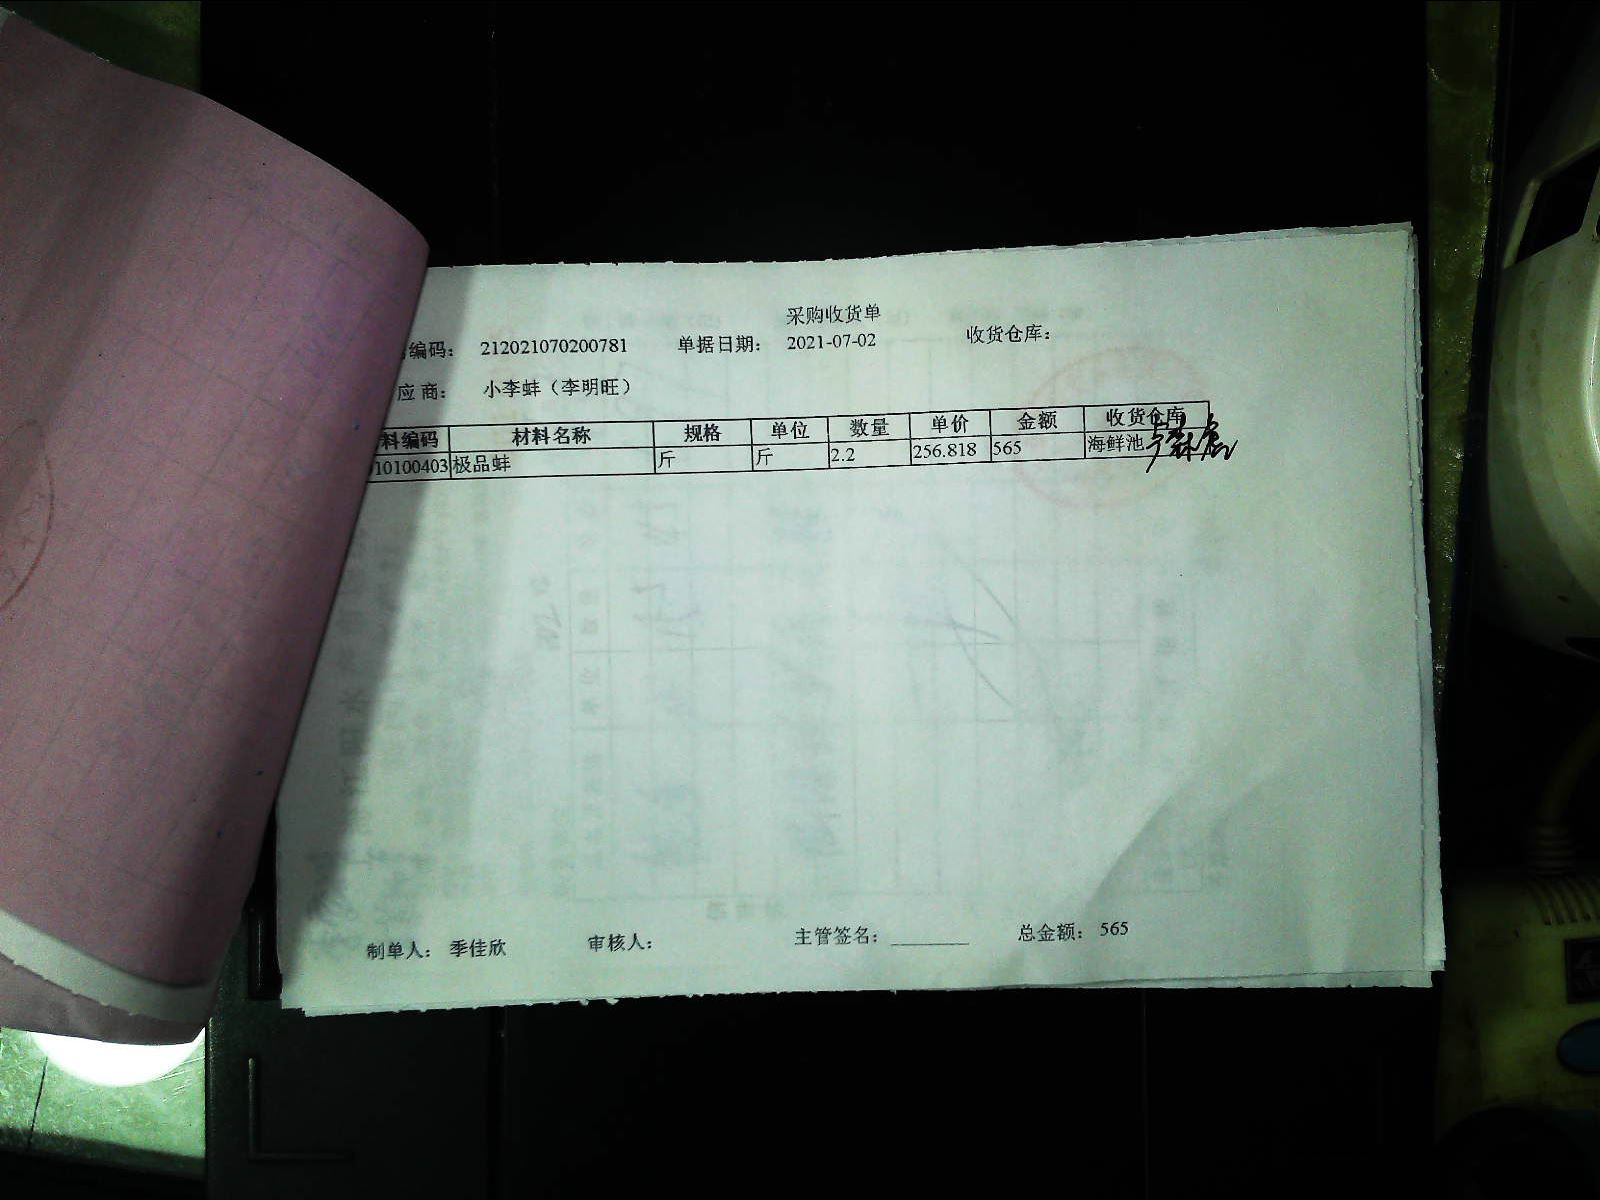 采购收货单
编码： 212021070200781 单据日期： 2021-07-02 收货仓库：
应商： 小李蚌（李明旺）
料编码 材料名称 规格 单位 数量 单价 金额 收货仓库
10100403 极品蚌 斤 斤 2.2 256.818 565 海鲜池
制单人： 季佳欣 审核人： 主管签名： ________ 总金额： 565